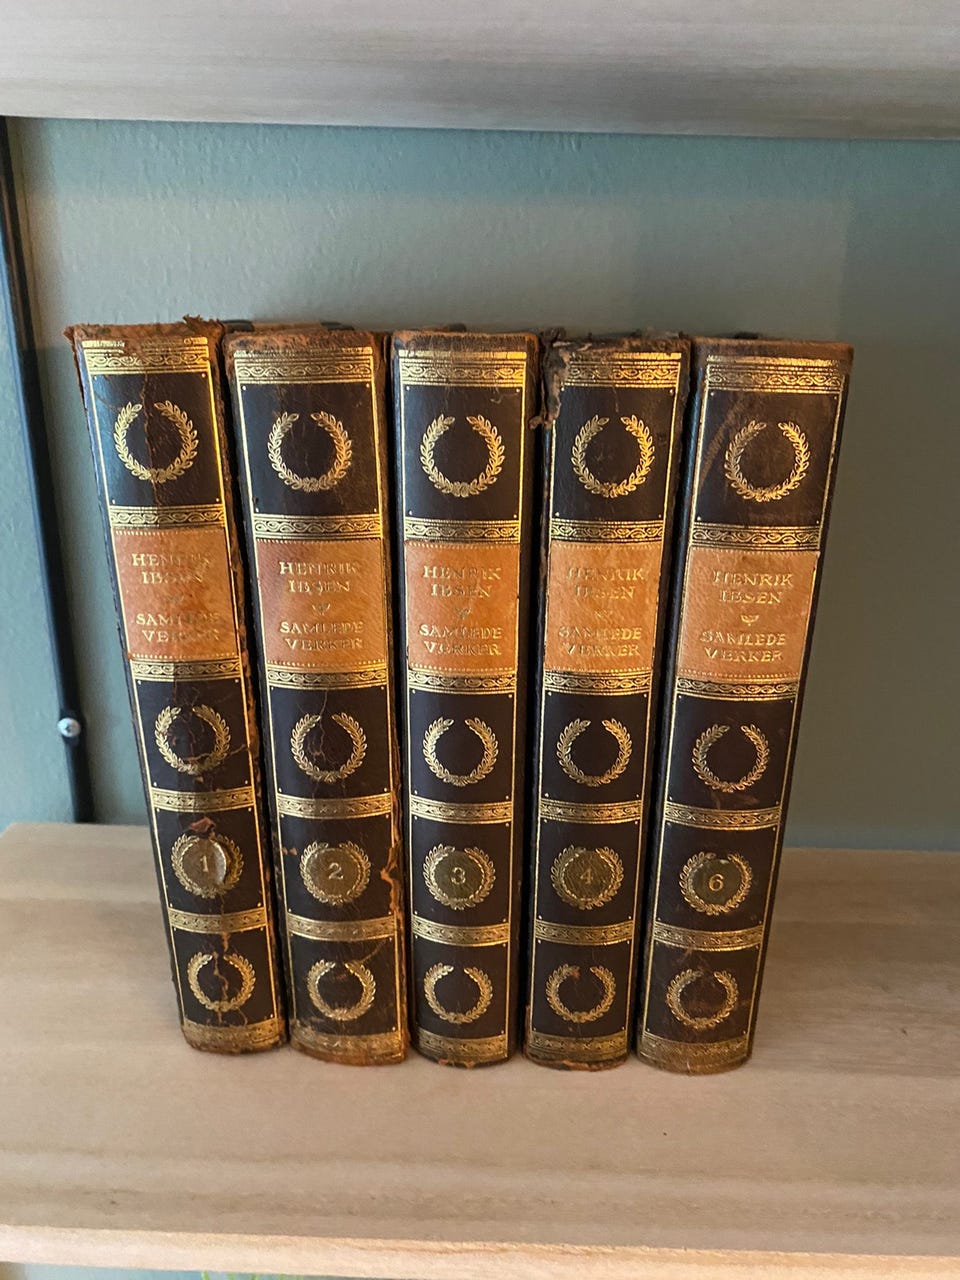 HENRIK
IBSEN
SAMLEDE
VERKER
1
HENRIK
IBSEN
SAMLEDE
VERKER
2
HENRIK
IBSEN
SAMLEDE
VERKER
3
HENRIK
IBSEN
SAMLEDE
VERKER
4
HENRIK
IBSEN
SAMLEDE
VERKER
6